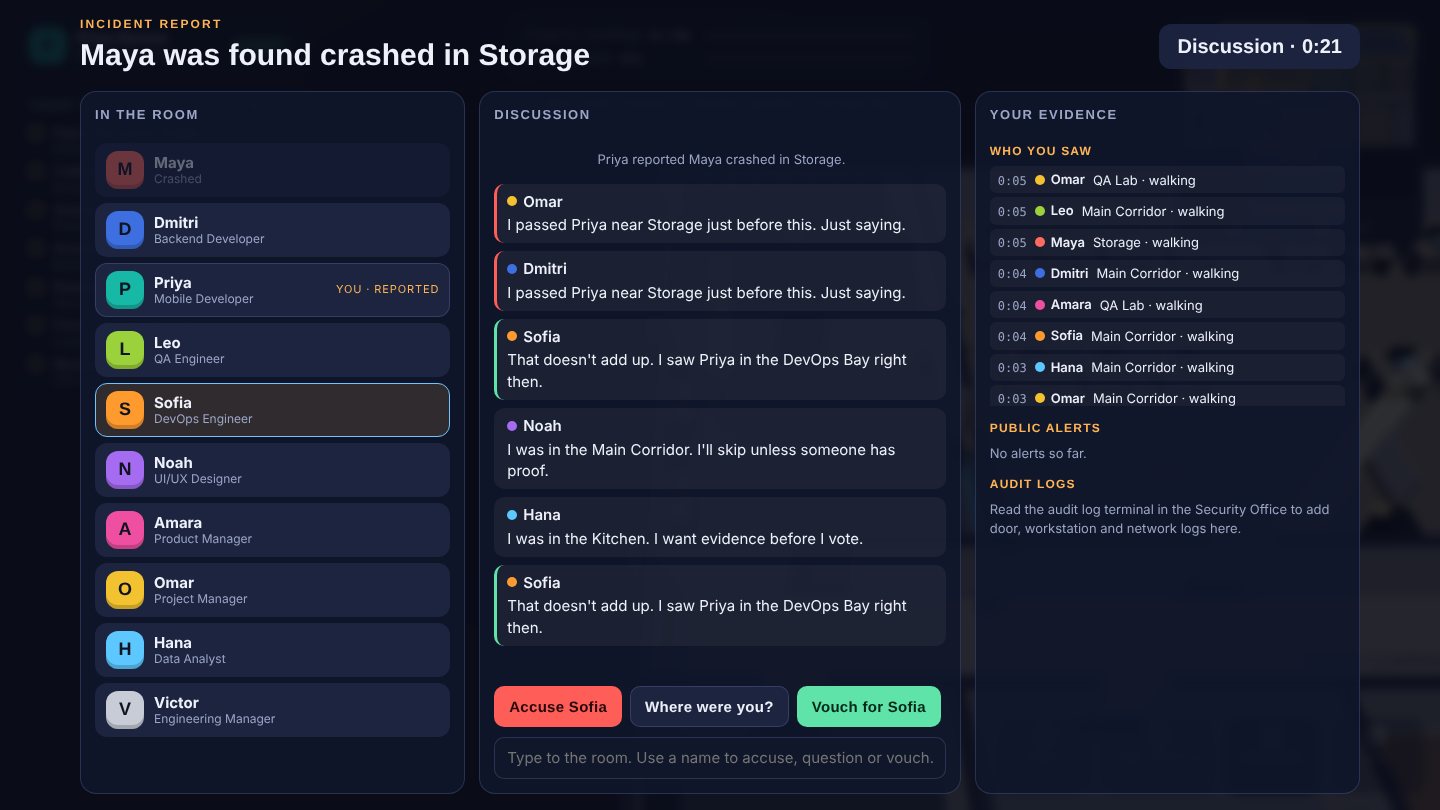 INCIDENT REPORT
Maya was found crashed in Storage
Discussion · 0:21
IN THE ROOM
M
Maya
Crashed
D
Dmitri
Backend Developer
P
Priya
Mobile Developer
YOU · REPORTED
L
Leo
QA Engineer
S
Sofia
DevOps Engineer
N
Noah
UI/UX Designer
A
Amara
Product Manager
O
Omar
Project Manager
H
Hana
Data Analyst
V
Victor
Engineering Manager
DISCUSSION
Priya reported Maya crashed in Storage.
Omar
I passed Priya near Storage just before this. Just saying.
Dmitri
I passed Priya near Storage just before this. Just saying.
Sofia
That doesn't add up. I saw Priya in the DevOps Bay right
then.
Noah
I was in the Main Corridor. I'll skip unless someone has
proof.
Hana
I was in the Kitchen. I want evidence before I vote.
Sofia
That doesn't add up. I saw Priya in the DevOps Bay right
then.
Accuse Sofia
Where were you?
Vouch for Sofia
Type to the room. Use a name to accuse, question or vouch.
YOUR EVIDENCE
WHO YOU SAW
0:05 Omar QA Lab · walking
0:05 Leo Main Corridor · walking
0:05 Maya Storage · walking
0:04 Dmitri Main Corridor · walking
0:04 Amara QA Lab · walking
0:04 Sofia Main Corridor · walking
0:03 Hana Main Corridor · walking
0:03 Omar Main Corridor · walking
PUBLIC ALERTS
No alerts so far.
AUDIT LOGS
Read the audit log terminal in the Security Office to add
door, workstation and network logs here.